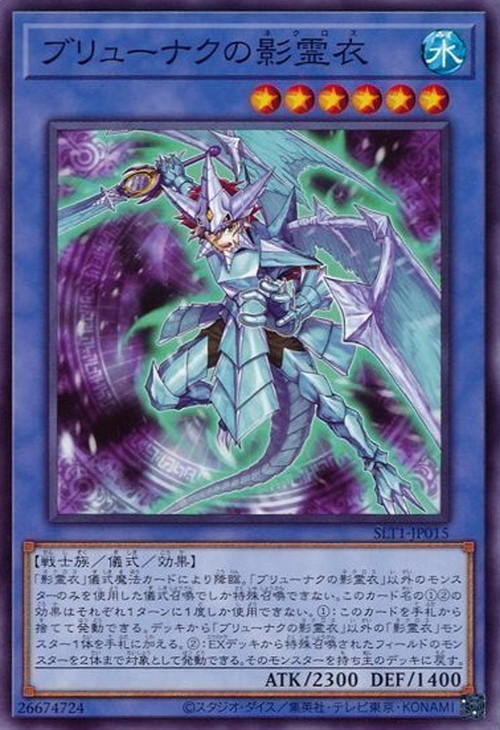 ブリューナクの影霊衣
ネクロス
水
SLT1-JP015
【戦士族／儀式／効果】
「影霊衣」儀式魔法カードにより降臨。「ブリューナクの影霊衣」以外のモンス
ターのみを使用した儀式召喚でしか特殊召喚できない。このカード名の①②の
効果はそれぞれ1ターンに1度しか使用できない。①：このカードを手札から
捨てて発動できる。デッキから「ブリューナクの影霊衣」以外の「影霊衣」モン
スター1体を手札に加える。②：EXデッキから特殊召喚されたフィールドのモン
スターを2体まで対象として発動できる。そのモンスターを持ち主のデッキに戻す。
ATK/2300 DEF/1400
26674724
©スタジオ・ダイス／集英社・テレビ東京・KONAMI